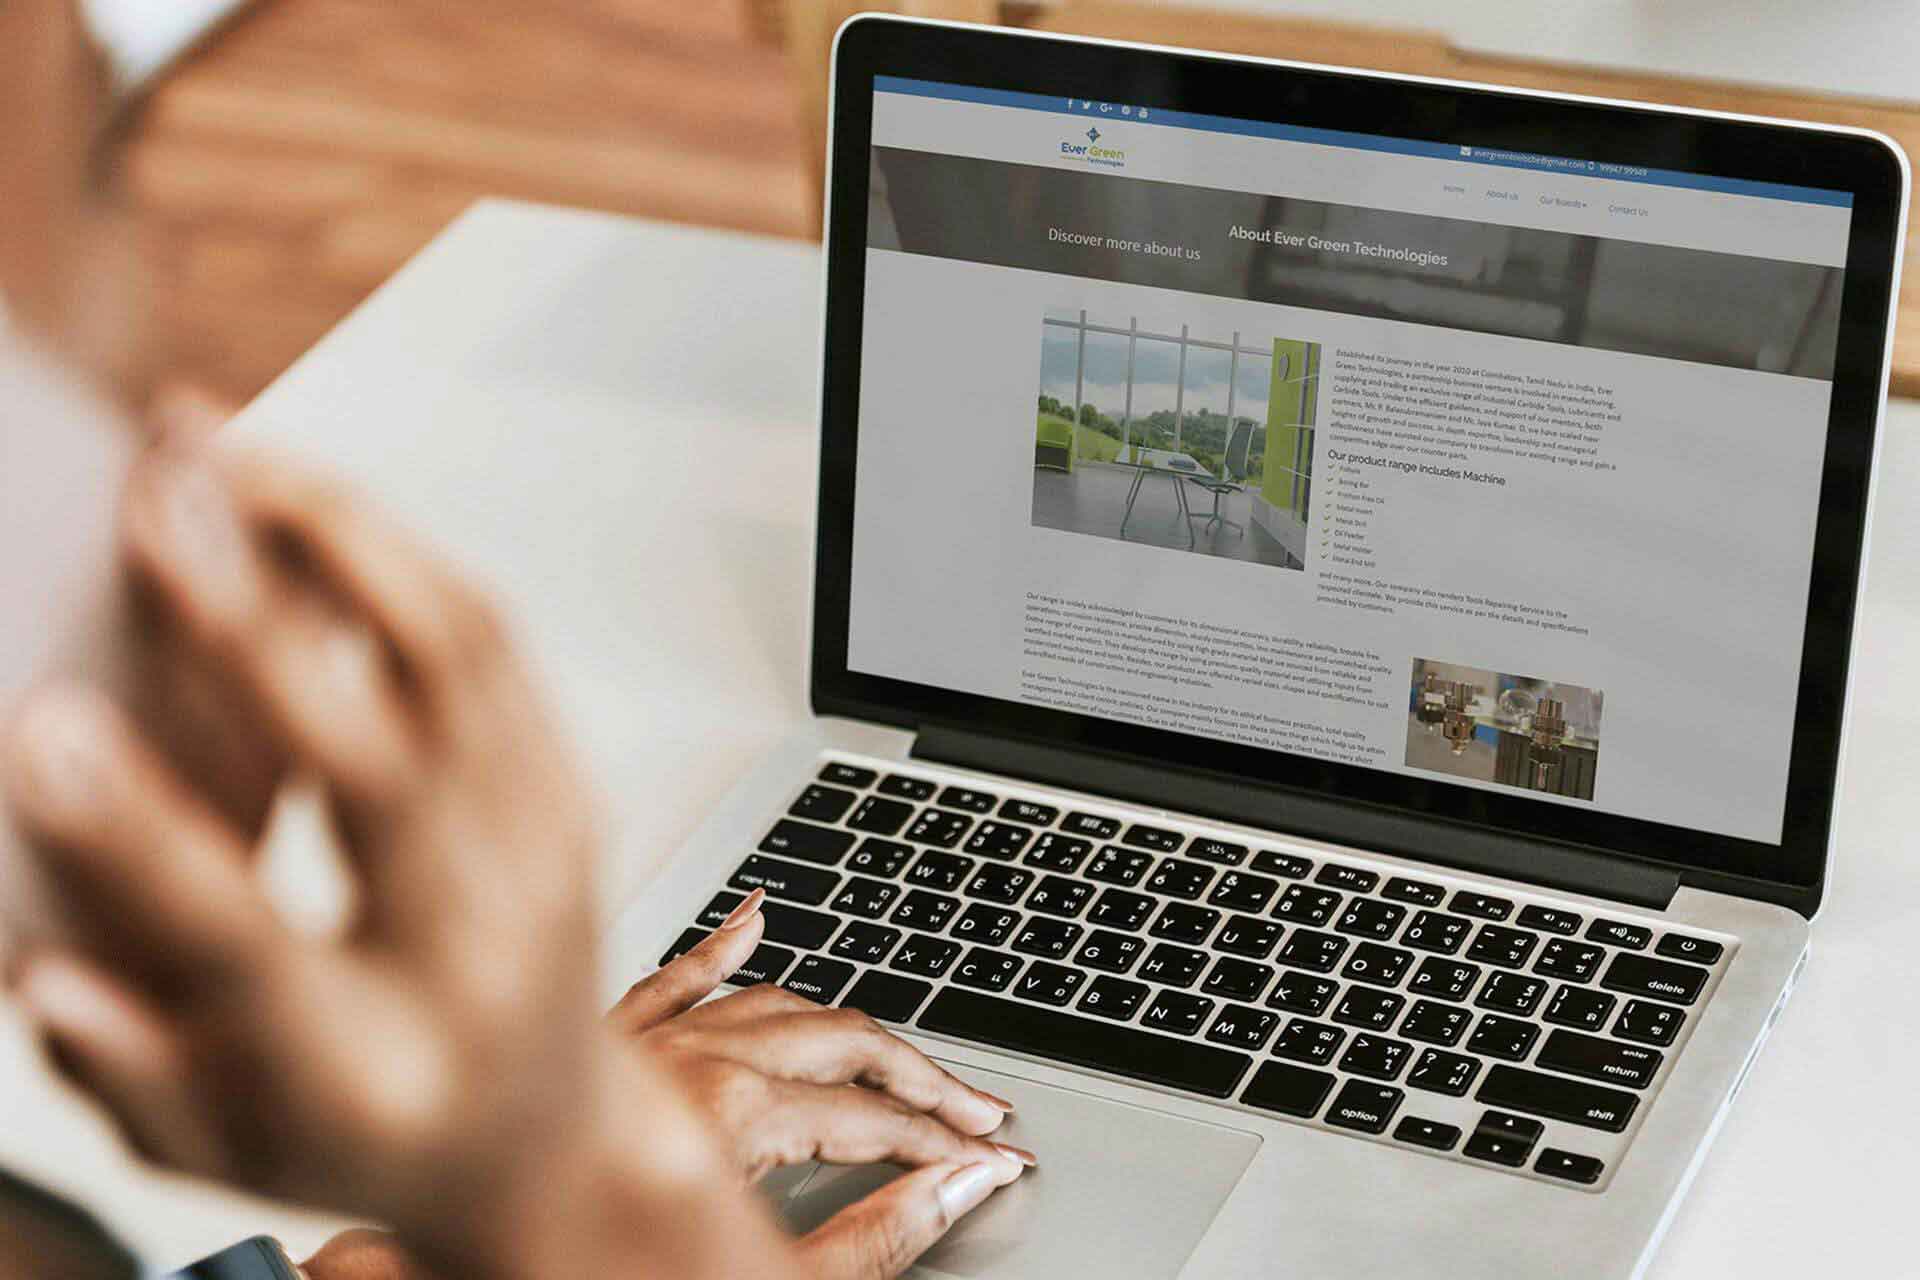 evergreentoolscbe@gmail.com 99947 99949
Ever Green
Technologies
Home About us Our Boards Contact Us
Discover more about us About Ever Green Technologies
Established its journey in the year 2010 at Coimbatore, Tamil Nadu in India, Ever
Green Technologies, a partnership business venture is involved in manufacturing,
supplying and trading an exclusive range of Industrial Carbide Tools, Lubricants and
Carbide Tools. Under the efficient guidance, and support of our mentors, both
partners, Mr. P. Balasubramaniam and Mr. Jaya Kumar. D, we have scaled new
heights of growth and success. In depth expertise, leadership and managerial
effectiveness have assisted our company to transform our existing range and gain a
competitive edge over our counter parts.
Our product range includes Machine
Boring Bar
Friction Free Oil
Metal Insert
Metal Drill
Oil Feeder
Metal Holder
Metal End Mill
and many more. Our company also renders Tools Repairing Service to the
respected clientele. We provide this service as per the details and specifications
provided by customers.
Our range is widely acknowledged by customers for its dimensional accuracy, durability, reliability, trouble free
operations, corrosion resistance, precise dimension, sturdy construction, less maintenance and unmatched quality.
Entire range of our products is manufactured by using high grade material that we sourced from reliable and
certified market vendors. They develop the range by using premium quality material and utilizing inputs from
modernized machines and tools. Besides, our products are offered in varied sizes, shapes and specifications to suit
diversified needs of construction and engineering industries.
Ever Green Technologies is the renowned name in the industry for its ethical business practices, total quality
management and client centric policies. Our company mainly focuses on these three things which help us to attain
maximum satisfaction of our customers. Due to all these reasons, we have built a huge client base in very short
tab
caps lock
shift
control
option
Q W E R T Y U I O P
A S D F G H J K L
Z X C V B N M
delete
enter
return
shift
alt
option